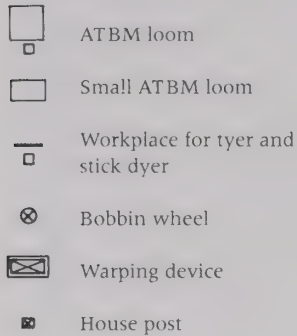 ATBM loom
Small ATBM loom
Workplace for tyer and
stick dyer
Bobbin wheel
Warping device
House post